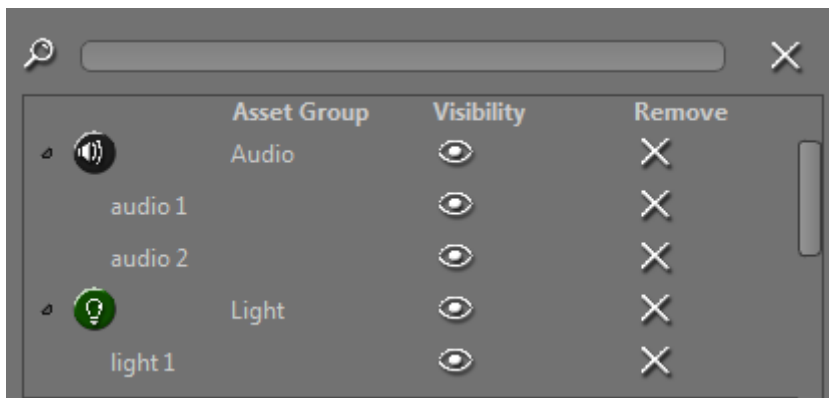 Asset Group Visibility Remove
Audio
audio 1
audio 2
Light
light 1